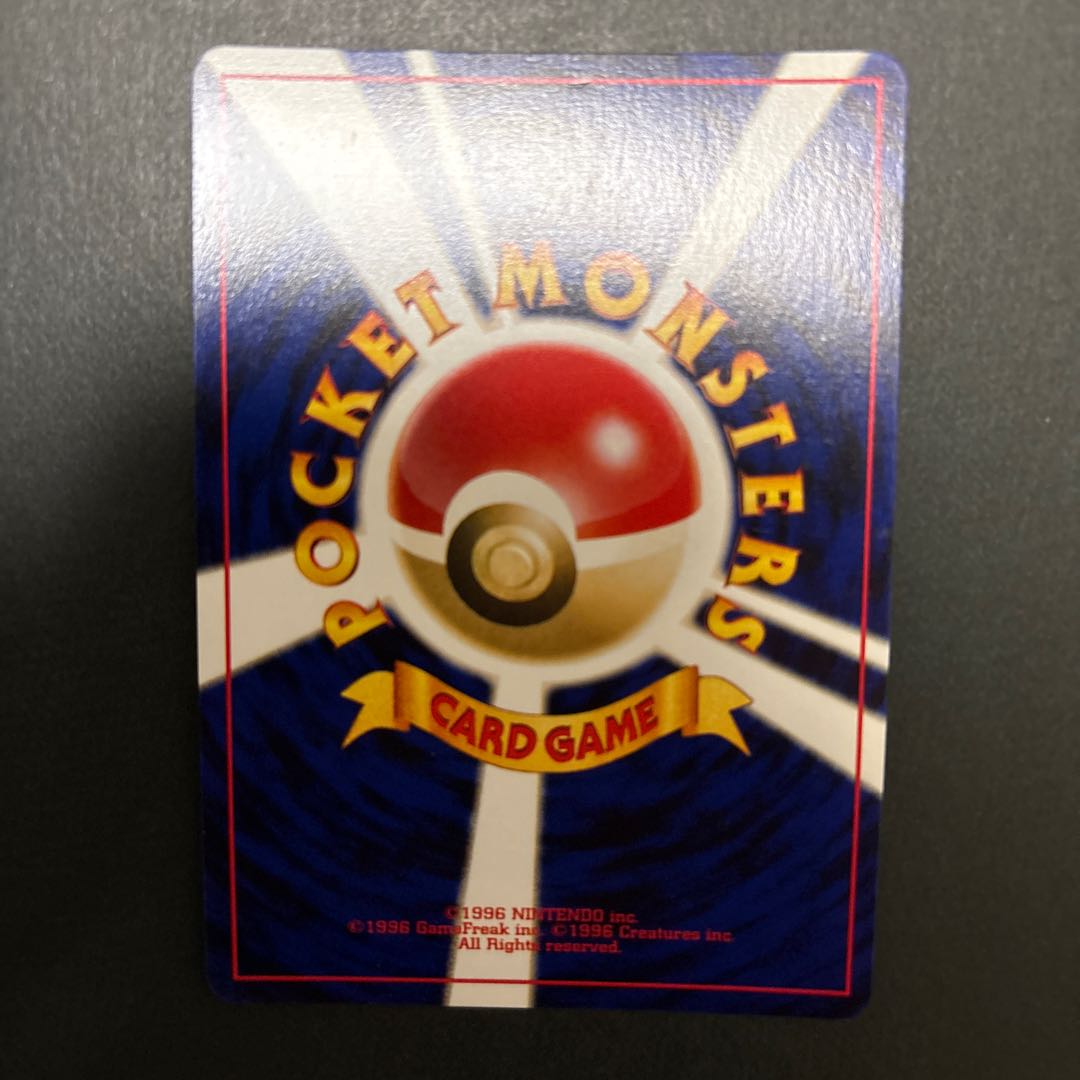 POCKET MONSTERS
CARD GAME
©1996 NINTENDO inc.
©1996 GameFreak inc. ©1996 Creatures inc.
All Rights reserved.